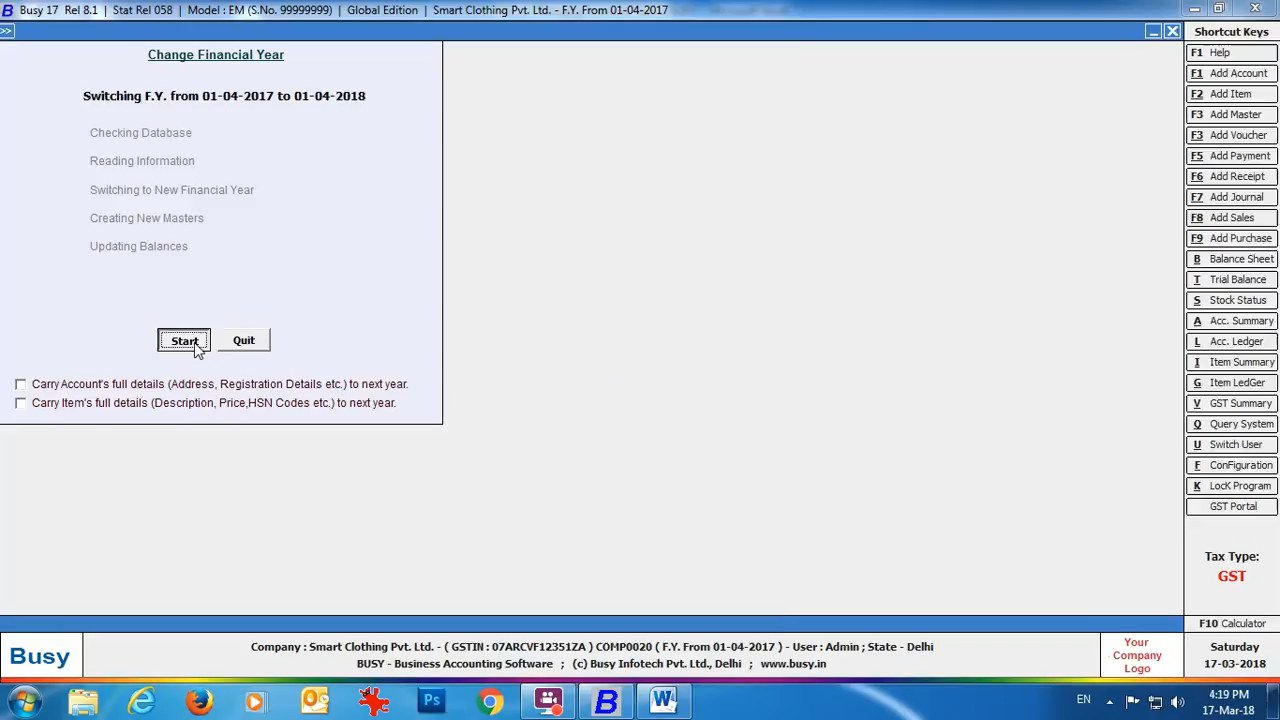 Busy 17 Rel 8.1 | Stat Rel 058 | Model : EM (S.No. 99999999) | Global Edition | Smart Clothing Pvt. Ltd. - F.Y. From 01-04-2017
>>
Change Financial Year
Switching F.Y. from 01-04-2017 to 01-04-2018
Checking Database
Reading Information
Switching to New Financial Year
Creating New Masters
Updating Balances
Start Quit
Carry Account's full details (Address, Registration Details etc.) to next year.
Carry Item's full details (Description, Price,HSN Codes etc.) to next year.
Shortcut Keys
F1 Help
F1 Add Account
F2 Add Item
F3 Add Master
F3 Add Voucher
F5 Add Payment
F6 Add Receipt
F7 Add Journal
F8 Add Sales
F9 Add Purchase
B Balance Sheet
T Trial Balance
S Stock Status
A Acc. Summary
L Acc. Ledger
I Item Summary
G Item LedGer
V GST Summary
Q Query System
U Switch User
F ConFiguration
K LocK Program
GST Portal
Tax Type:
GST
F10 Calculator
Saturday
17-03-2018
Busy
Company : Smart Clothing Pvt. Ltd. - ( GSTIN : 07ARCVF12351ZA ) COMP0020 ( F.Y. From 01-04-2017 ) - User : Admin ; State - Delhi
BUSY - Business Accounting Software ; (c) Busy Infotech Pvt. Ltd., Delhi ; www.busy.in
Your
Company
Logo
Ps
B
W
EN
4:19 PM
17-Mar-18